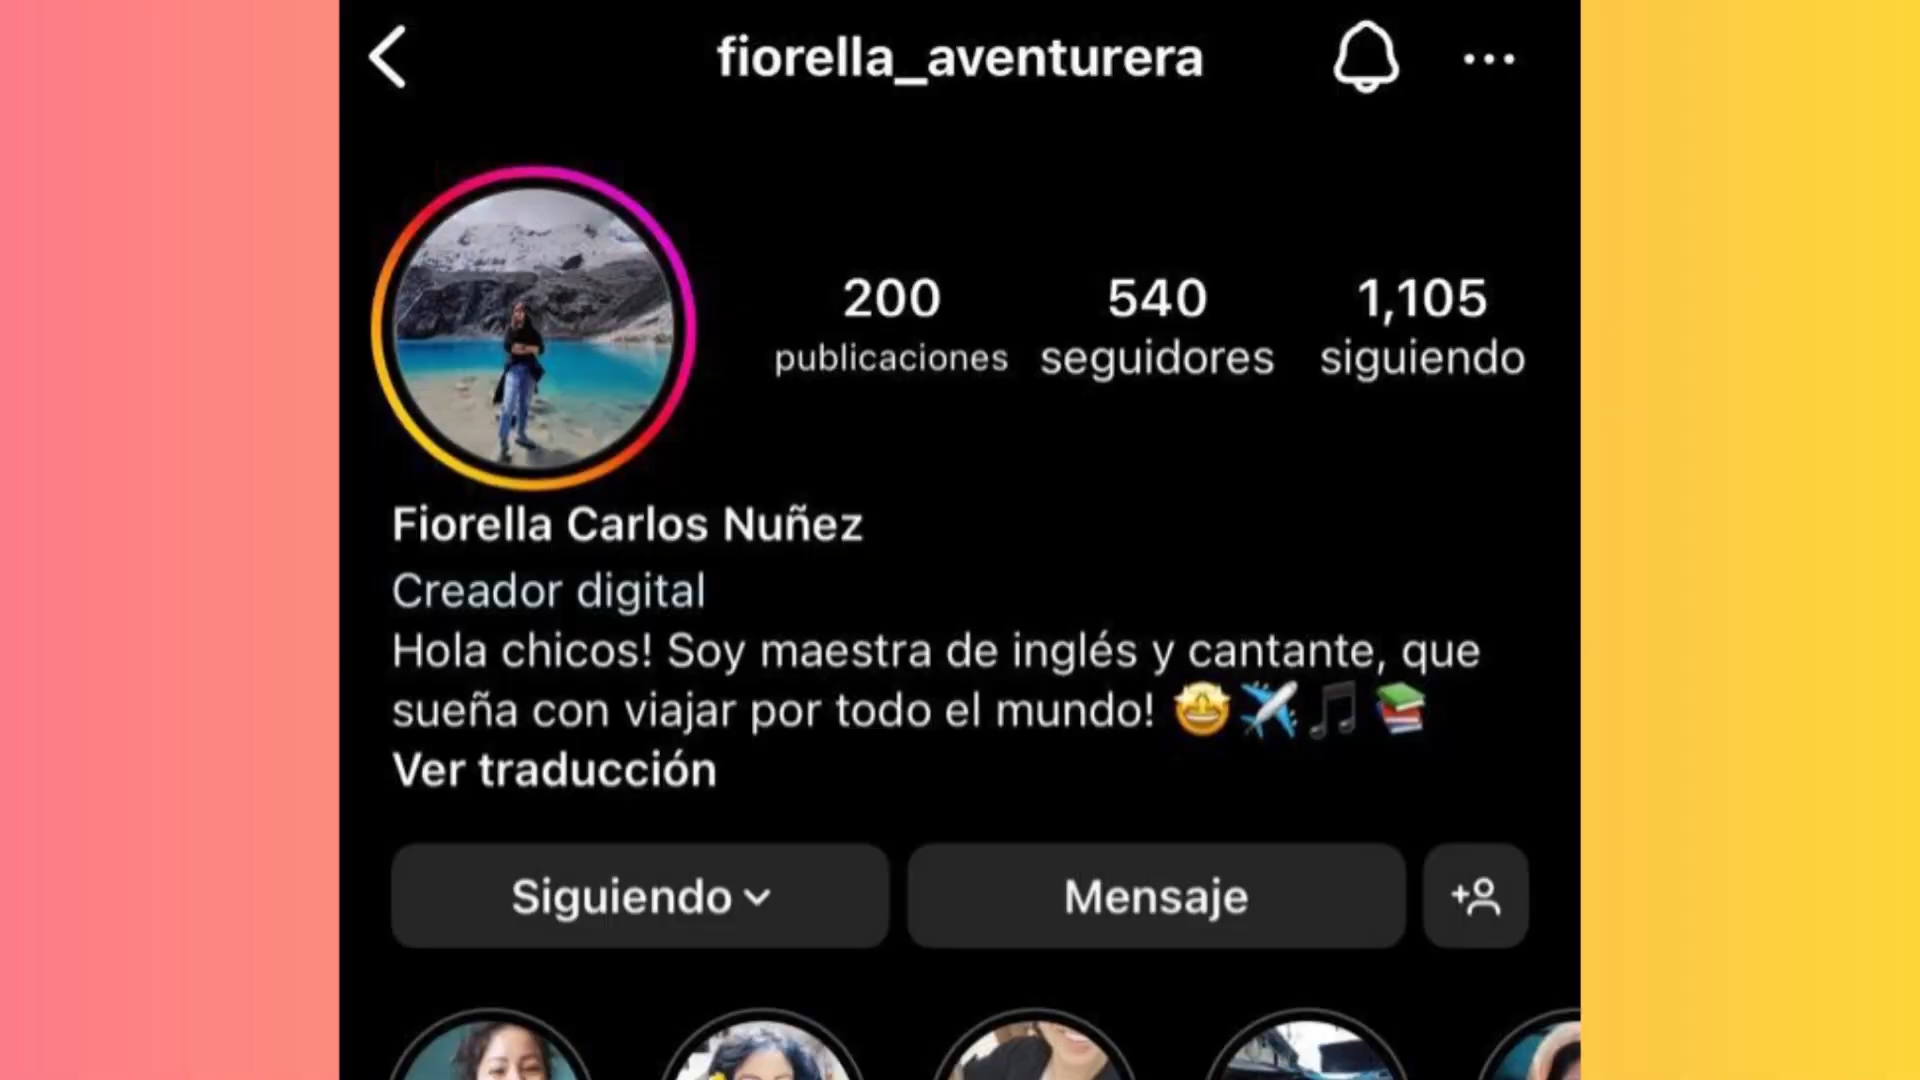 fiorella_aventurera
200 540 1,105
publicaciones seguidores siguiendo
Fiorella Carlos Nuñez
Creador digital
Hola chicos! Soy maestra de inglés y cantante, que
sueña con viajar por todo el mundo! 🤩✈️🎵📚
Ver traducción
Siguiendo Mensaje